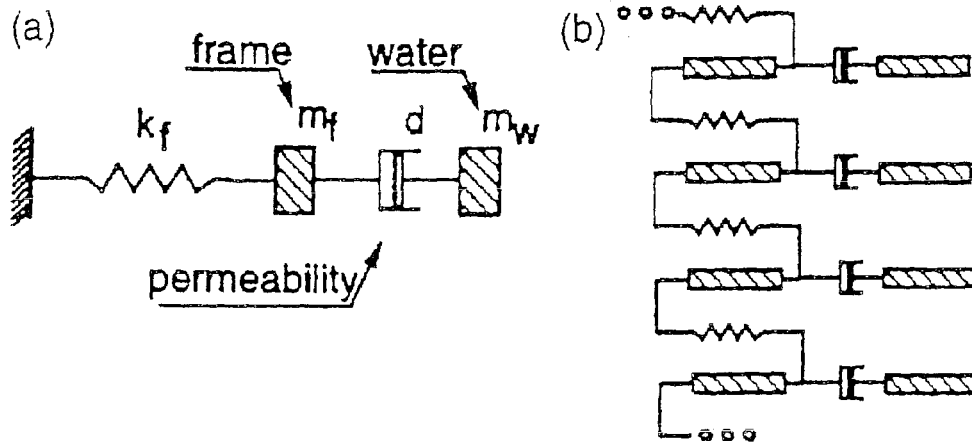 (a)
frame
water
k_f
m_f
d
m_w
permeability
(b)